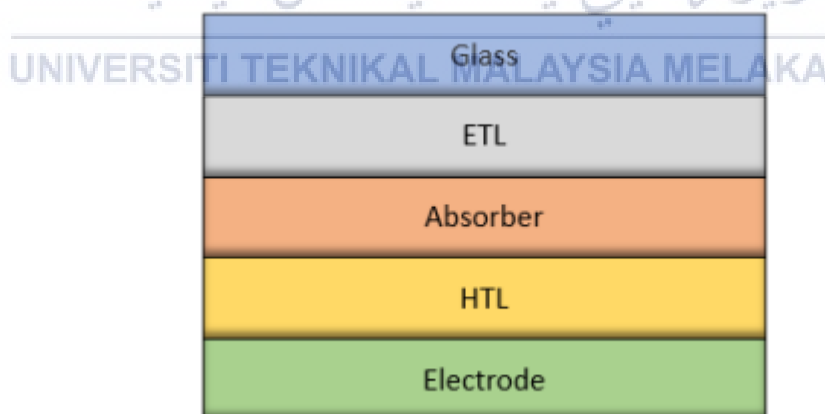 UNIVERSITI TEKNIKAL MALAYSIA MELAKA
Glass
ETL
Absorber
HTL
Electrode